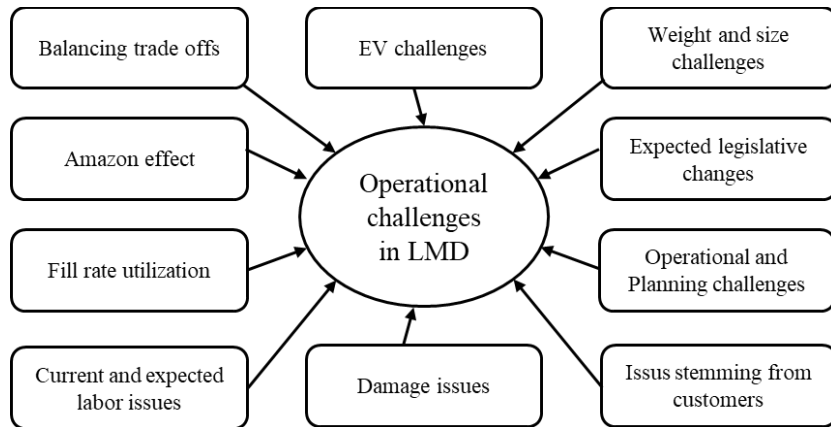 Balancing trade offs
EV challenges
Weight and size
challenges
Amazon effect
Expected legislative
changes
Operational
challenges
in LMD
Fill rate utilization
Operational and
Planning challenges
Current and expected
labor issues
Damage issues
Issus stemming from
customers